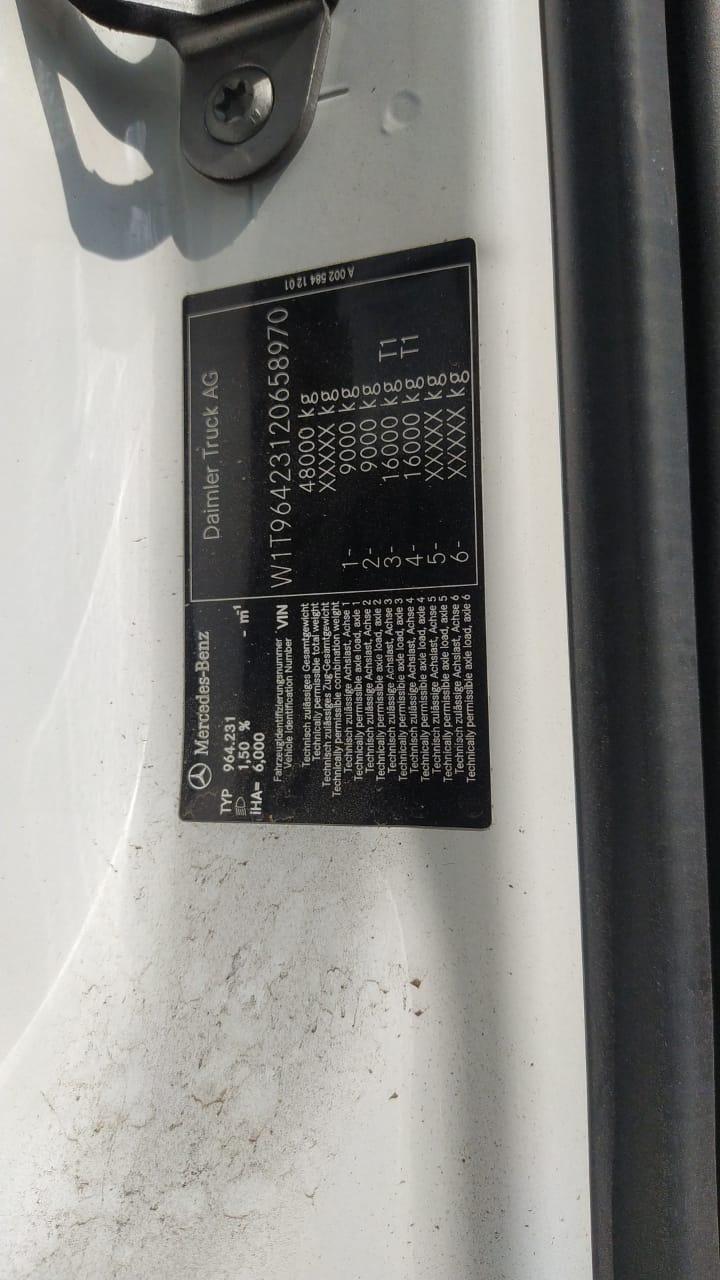 Mercedes-Benz
Daimler Truck AG
TYP 964.231
1,50 %
iHA= 6,000 - m¹
Fahrzeugidentifizierungsnummer
Vehicle Identification Number VIN W1T96423120658970
Technisch zulässiges Gesamtgewicht
Technically permissible total weight 48000 kg
Technisch zulässiges Zug-Gesamtgewicht
Technically permissible combination weight XXXXX kg
Technisch zulässige Achslast, Achse 1
Technically permissible axle load, axle 1 1- 9000 kg
Technisch zulässige Achslast, Achse 2
Technically permissible axle load, axle 2 2- 9000 kg
Technisch zulässige Achslast, Achse 3
Technically permissible axle load, axle 3 3- 16000 kg T1
Technisch zulässige Achslast, Achse 4
Technically permissible axle load, axle 4 4- 16000 kg T1
Technisch zulässige Achslast, Achse 5
Technically permissible axle load, axle 5 5- XXXXX kg
Technisch zulässige Achslast, Achse 6
Technically permissible axle load, axle 6 6- XXXXX kg
A 002 584 12 01